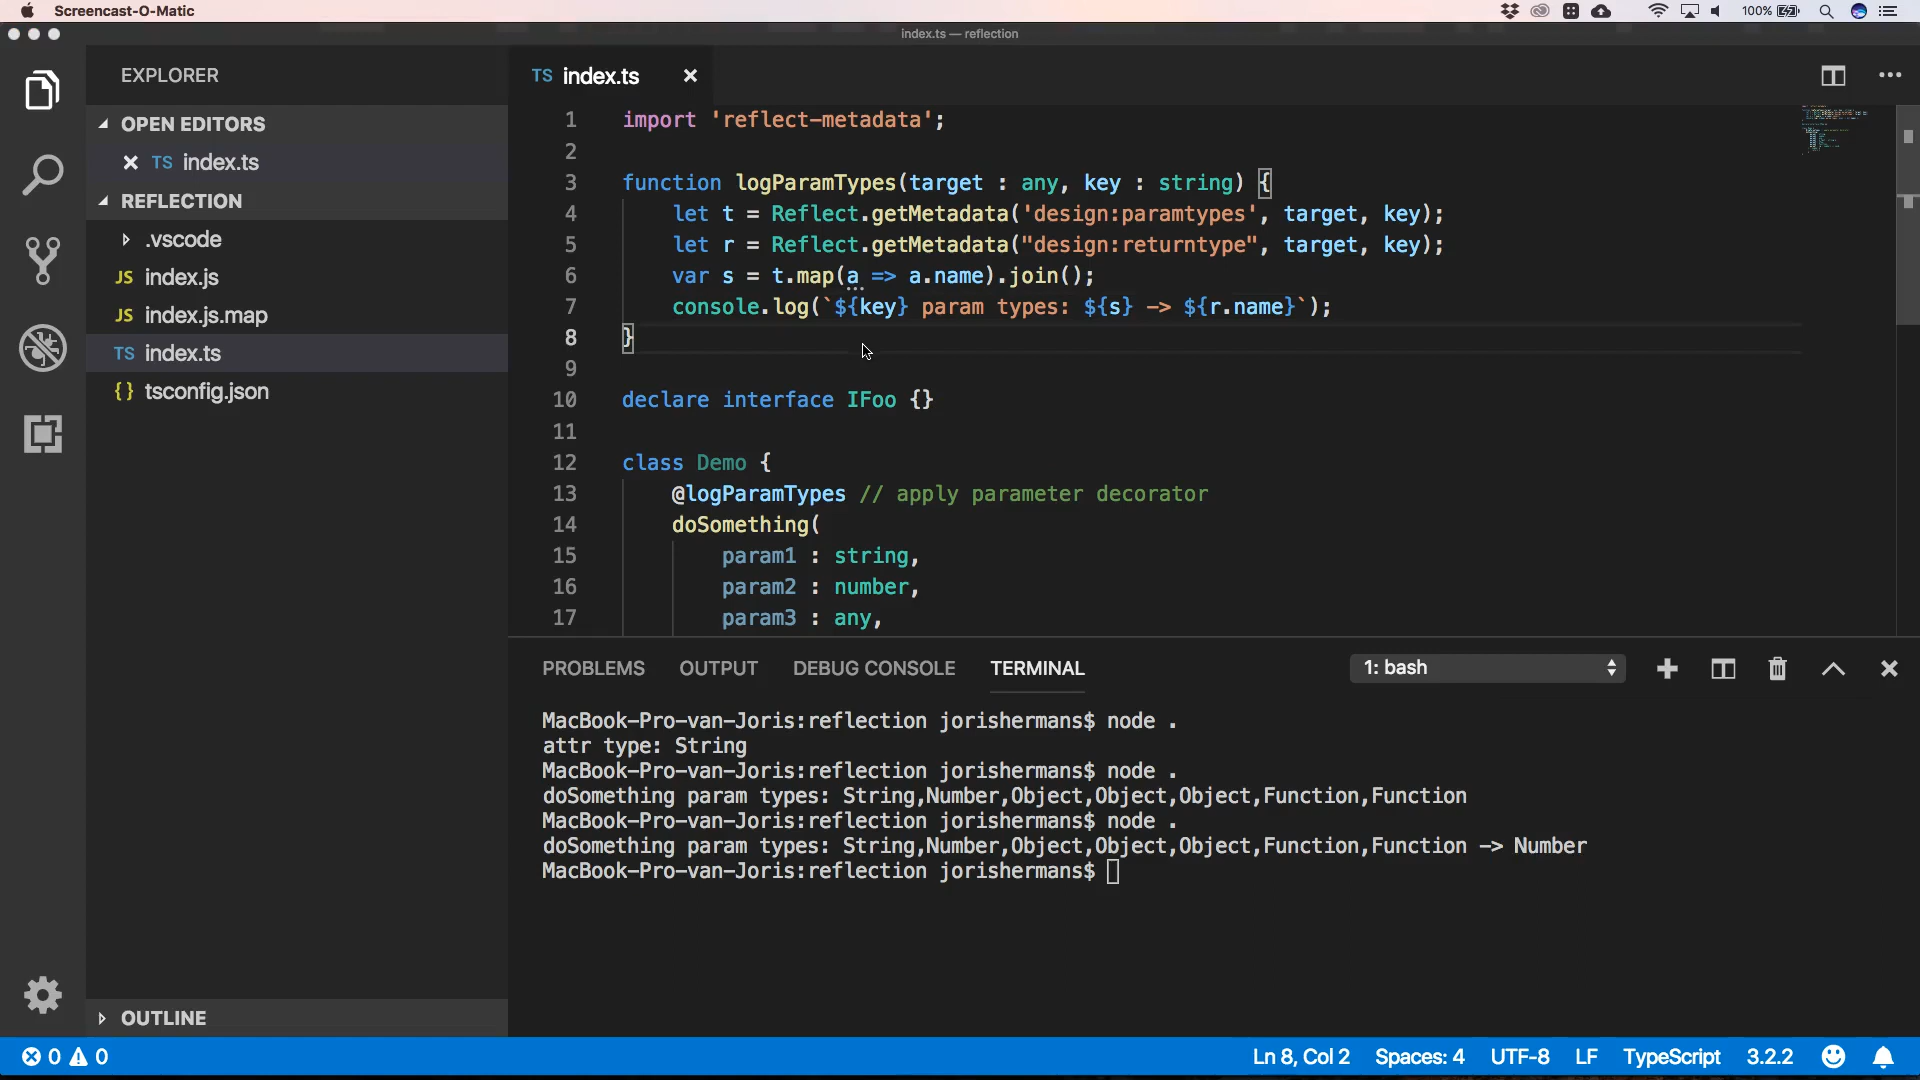 Screencast-O-Matic
100%
index.ts — reflection
EXPLORER
OPEN EDITORS
TS index.ts
REFLECTION
.vscode
JS index.js
JS index.js.map
TS index.ts
{} tsconfig.json
OUTLINE
TS index.ts
1 import 'reflect-metadata';
2
3 function logParamTypes(target : any, key : string) {
4 let t = Reflect.getMetadata('design:paramtypes', target, key);
5 let r = Reflect.getMetadata("design:returntype", target, key);
6 var s = t.map(a => a.name).join();
7 console.log(`${key} param types: ${s} -> ${r.name}`);
8 }
9
10 declare interface IFoo {}
11
12 class Demo {
13 @logParamTypes // apply parameter decorator
14 doSomething(
15 param1 : string,
16 param2 : number,
17 param3 : any,
PROBLEMS OUTPUT DEBUG CONSOLE TERMINAL 1: bash
MacBook-Pro-van-Joris:reflection jorishermans$ node .
attr type: String
MacBook-Pro-van-Joris:reflection jorishermans$ node .
doSomething param types: String,Number,Object,Object,Object,Function,Function
MacBook-Pro-van-Joris:reflection jorishermans$ node .
doSomething param types: String,Number,Object,Object,Object,Function,Function -> Number
MacBook-Pro-van-Joris:reflection jorishermans$
0 0 Ln 8, Col 2 Spaces: 4 UTF-8 LF TypeScript 3.2.2